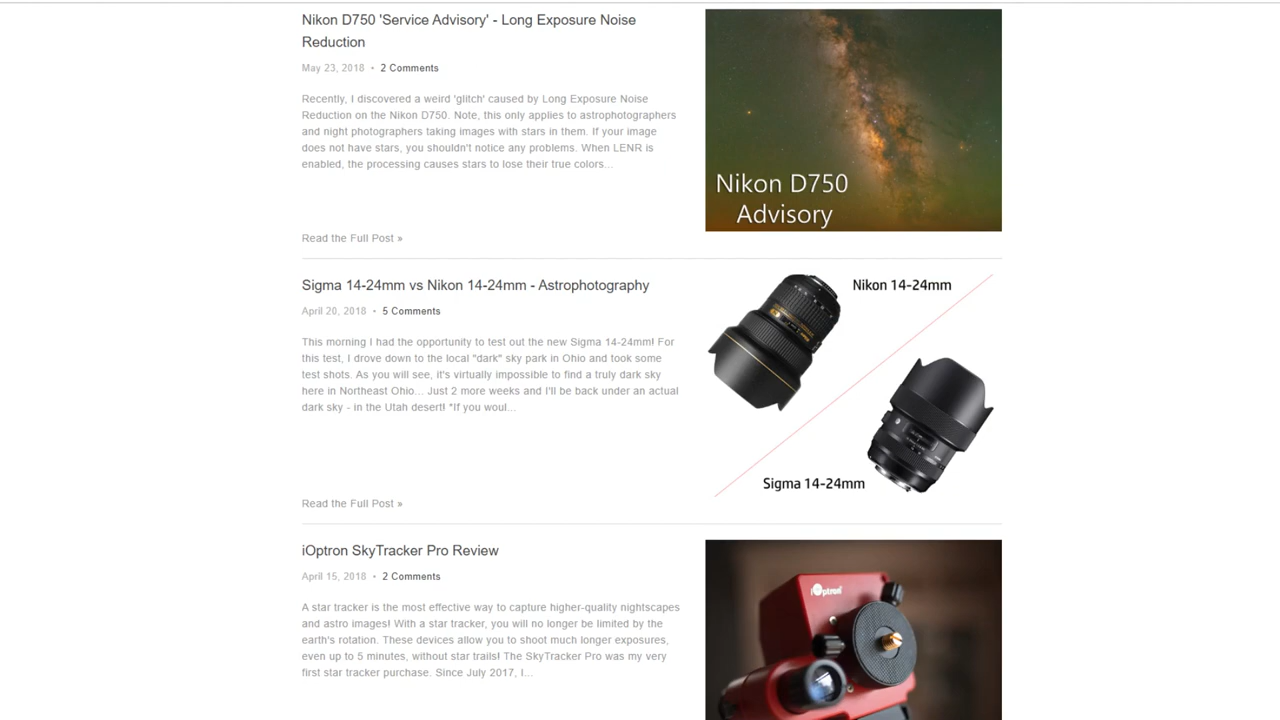 Nikon D750 'Service Advisory' - Long Exposure Noise
Reduction
May 23, 2018 • 2 Comments
Recently, I discovered a weird 'glitch' caused by Long Exposure Noise
Reduction on the Nikon D750. Note, this only applies to astrophotographers
and night photographers taking images with stars in them. If your image
does not have stars, you shouldn't notice any problems. When LENR is
enabled, the processing causes stars to lose their true colors...
Nikon D750
Advisory
Read the Full Post »
Sigma 14-24mm vs Nikon 14-24mm - Astrophotography
April 20, 2018 • 5 Comments
This morning I had the opportunity to test out the new Sigma 14-24mm! For
this test, I drove down to the local "dark" sky park in Ohio and took some
test shots. As you will see, it's virtually impossible to find a truly dark sky
here in Northeast Ohio... Just 2 more weeks and I'll be back under an actual
dark sky - in the Utah desert! *If you woul...
Nikon 14-24mm
Sigma 14-24mm
Read the Full Post »
iOptron SkyTracker Pro Review
April 15, 2018 • 2 Comments
A star tracker is the most effective way to capture higher-quality nightscapes
and astro images! With a star tracker, you will no longer be limited by the
earth's rotation. These devices allow you to shoot much longer exposures,
even up to 5 minutes, without star trails! The SkyTracker Pro was my very
first star tracker purchase. Since July 2017, I...
iOptron